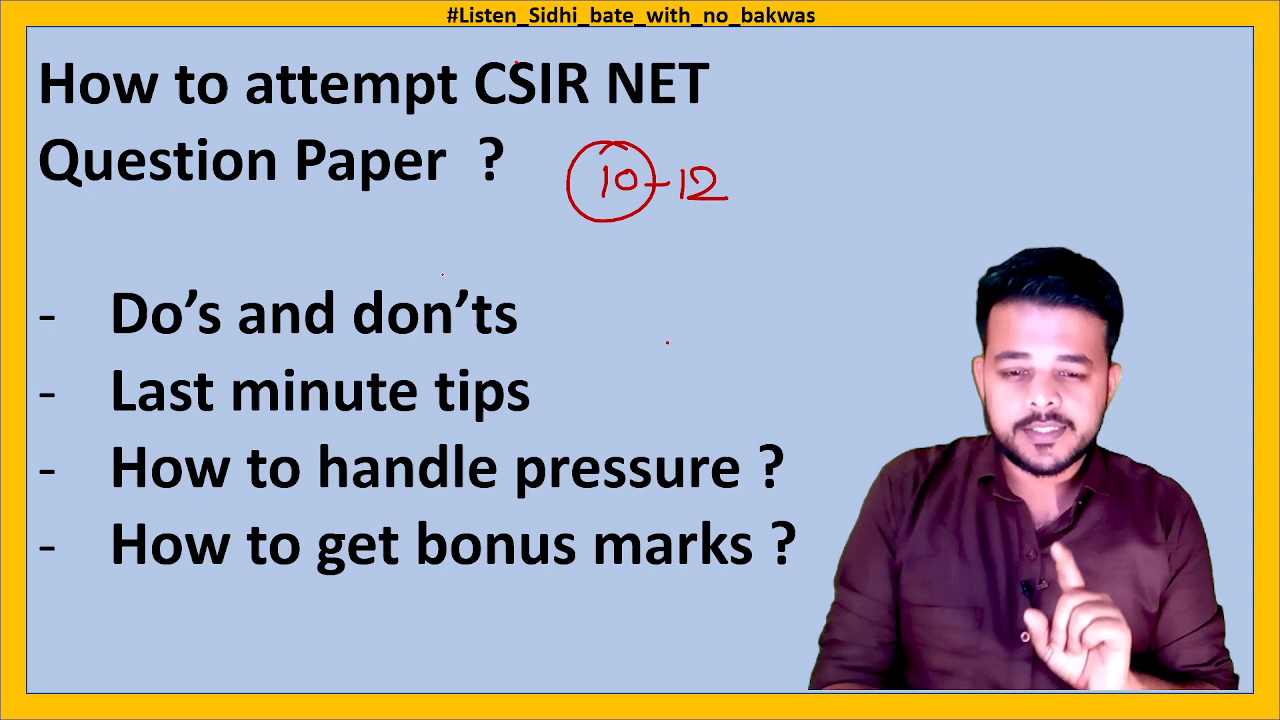 #Listen_Sidhi_bate_with_no_bakwas
How to attempt CSIR NET
Question Paper ?
10-12
- Do’s and don’ts
- Last minute tips
- How to handle pressure ?
- How to get bonus marks ?